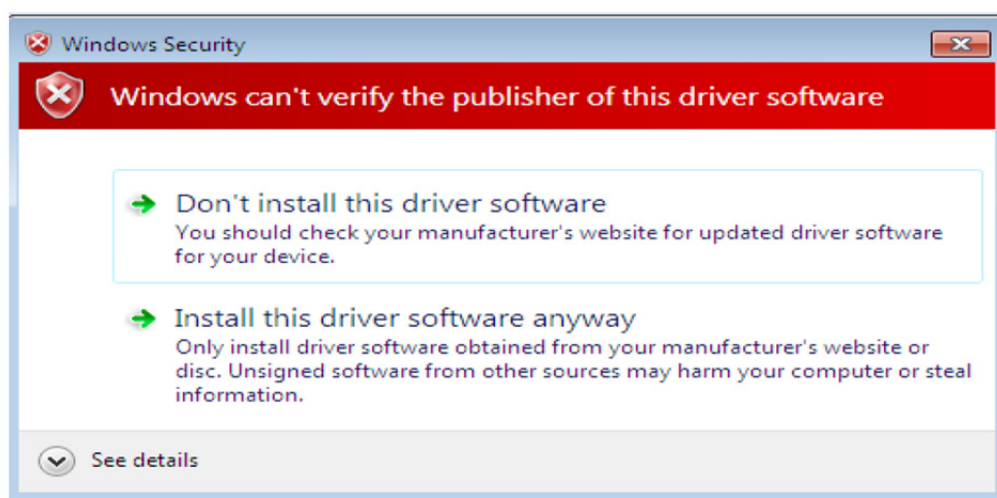 Windows Security
Windows can't verify the publisher of this driver software
Don't install this driver software
You should check your manufacturer's website for updated driver software
for your device.
Install this driver software anyway
Only install driver software obtained from your manufacturer's website or
disc. Unsigned software from other sources may harm your computer or steal
information.
See details